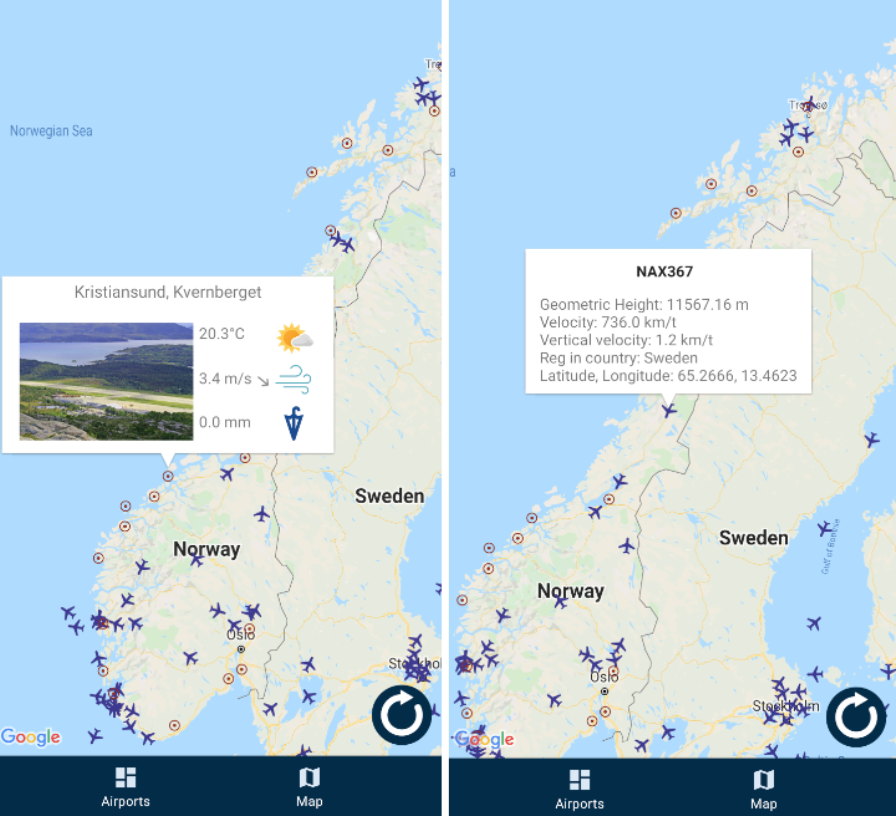 Tr
Norwegian Sea
Kristiansund, Kvernberget
20.3°C
3.4 m/s
0.0 mm
Sweden
Norway
Oslo
Google
Airports
Map
Tromsø
a
NAX367
Geometric Height: 11567.16 m
Velocity: 736.0 km/t
Vertical velocity: 1.2 km/t
Reg in country: Sweden
Latitude, Longitude: 65.2666, 13.4623
Sweden
Gulf of Bothnia
Norway
Oslo
Stockholm
Google
Airports
Map